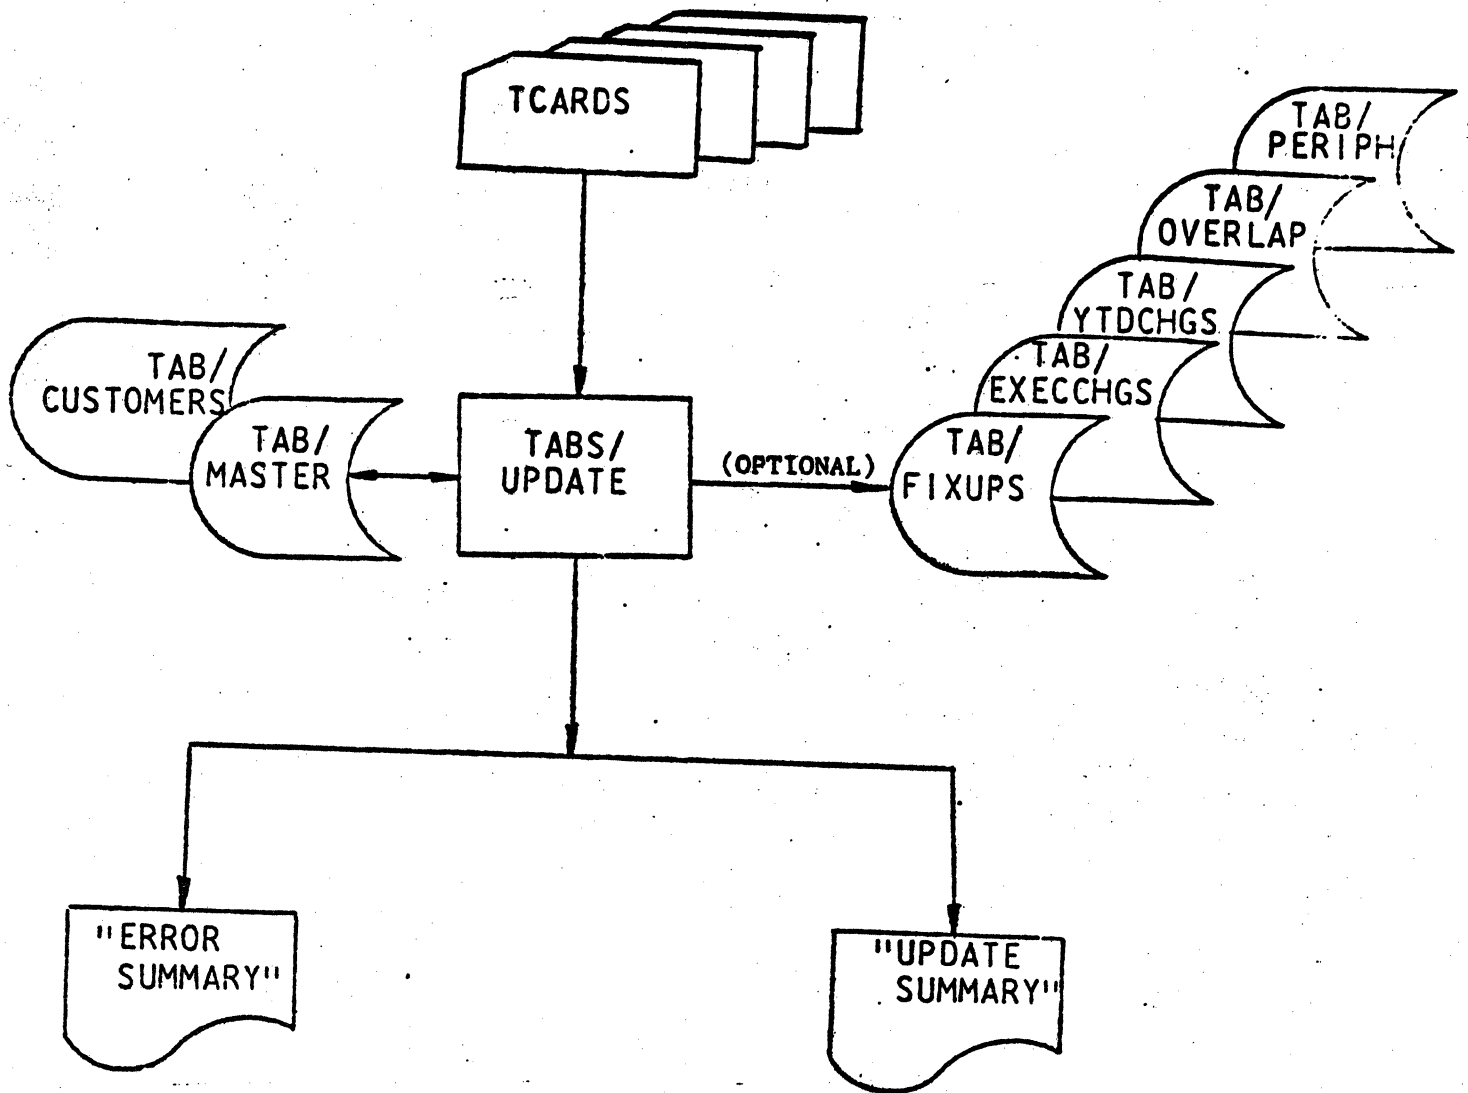 TCARDS
TAB/
PERIPH
TAB/
OVERLAP
TAB/
YTDCHGS
TAB/
EXECCHGS
TAB/
FIXUPS
TAB/
CUSTOMERS
TAB/
MASTER
TABS/
UPDATE
(OPTIONAL)
"ERROR
SUMMARY"
"UPDATE
SUMMARY"